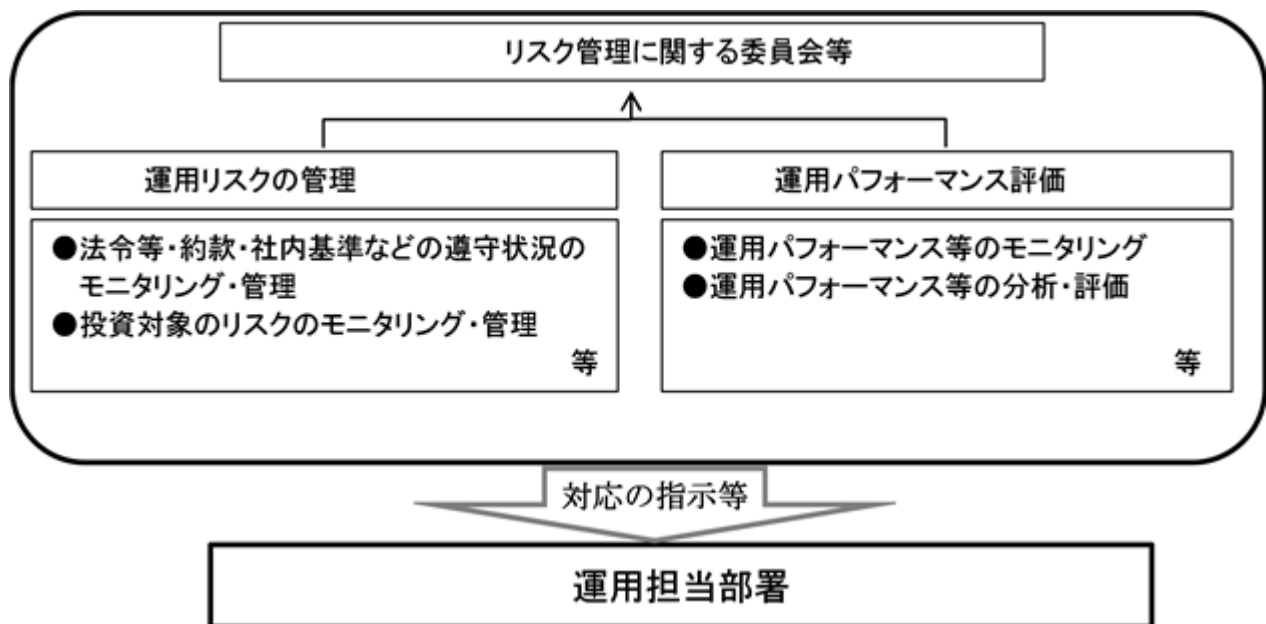 リスク管理に関する委員会等
運用リスクの管理
●法令等・約款・社内基準などの遵守状況の
モニタリング・管理
●投資対象のリスクのモニタリング・管理
等
運用パフォーマンス評価
●運用パフォーマンス等のモニタリング
●運用パフォーマンス等の分析・評価
等
対応の指示等
運用担当部署